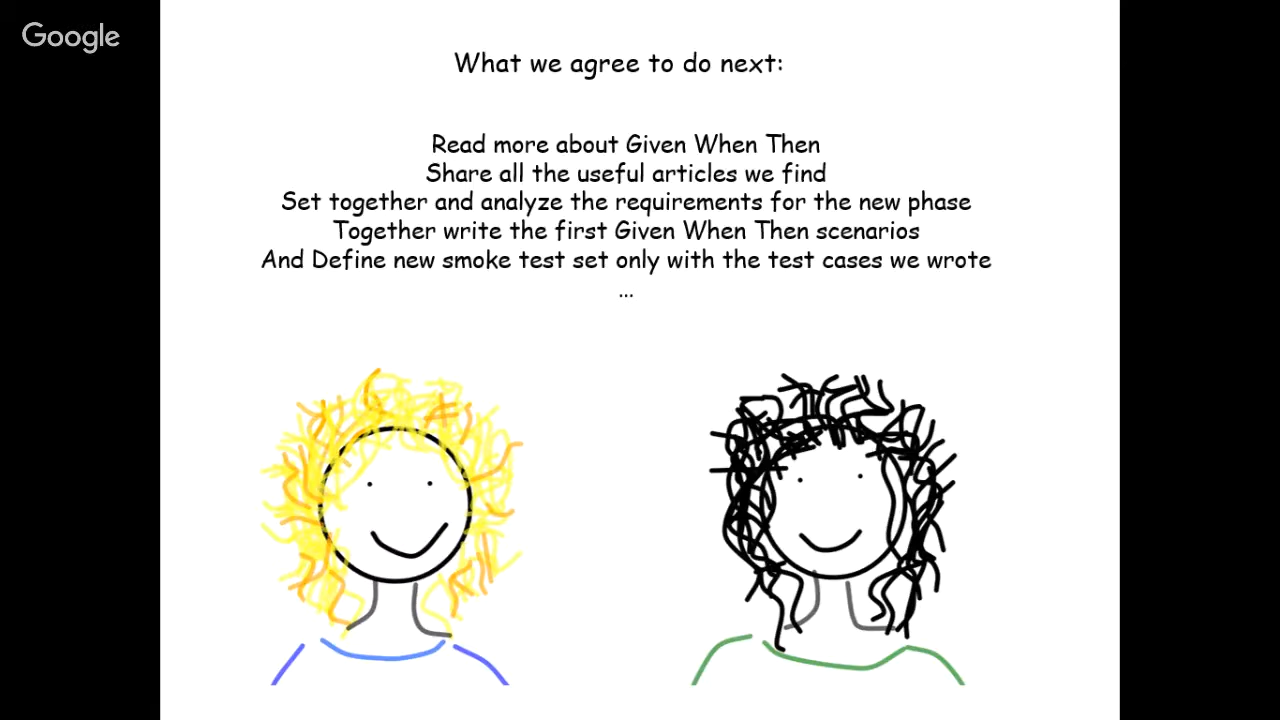 Google
What we agree to do next:
Read more about Given When Then
Share all the useful articles we find
Set together and analyze the requirements for the new phase
Together write the first Given When Then scenarios
And Define new smoke test set only with the test cases we wrote
...